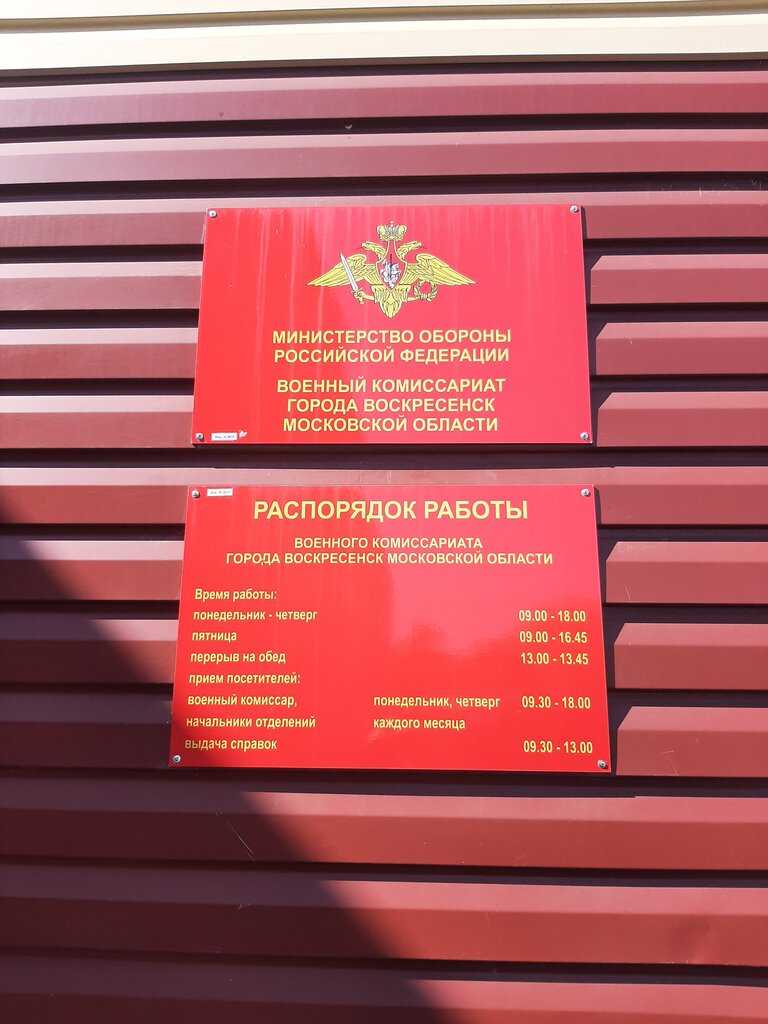 МИНИСТЕРСТВО ОБОРОНЫ
РОССИЙСКОЙ ФЕДЕРАЦИИ
ВОЕННЫЙ КОМИССАРИАТ
ГОРОДА ВОСКРЕСЕНСК
МОСКОВСКОЙ ОБЛАСТИ
РАСПОРЯДОК РАБОТЫ
ВОЕННОГО КОМИССАРИАТА
ГОРОДА ВОСКРЕСЕНСК МОСКОВСКОЙ ОБЛАСТИ
Время работы:
понедельник - четверг 09.00 - 18.00
пятница 09.00 - 16.45
перерыв на обед 13.00 - 13.45
прием посетителей:
военный комиссар, понедельник, четверг 09.30 - 18.00
начальники отделений каждого месяца
выдача справок 09.30 - 13.00